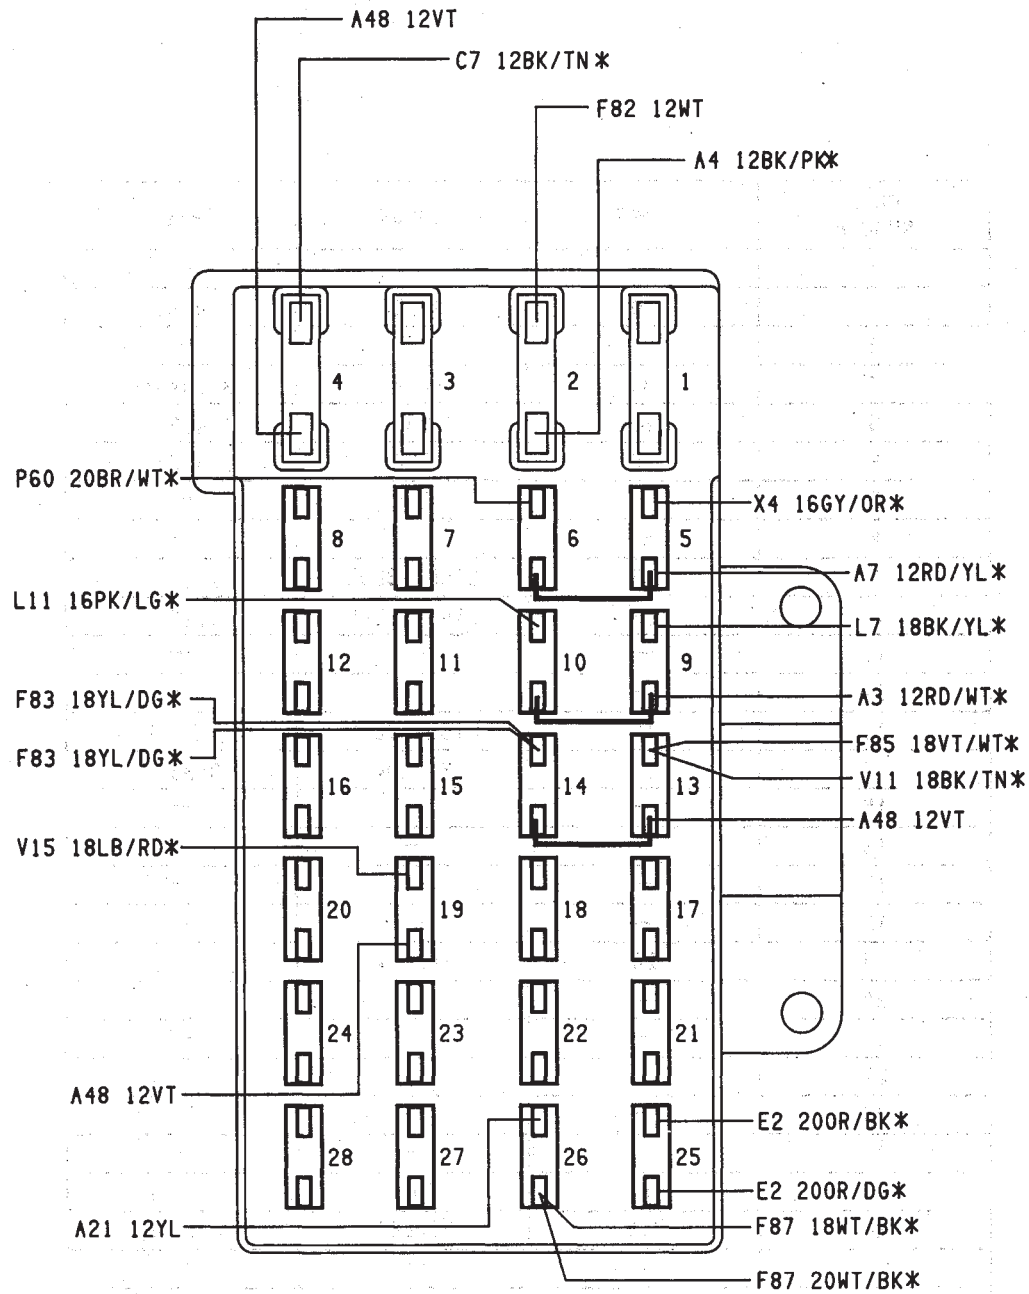 A48 12VT
C7 12BK/TN*
F82 12WT
A4 12BK/PK*
4 3 2 1
P60 20BR/WT*
X4 16GY/OR*
8 7 6 5
A7 12RD/YL*
L11 16PK/LG*
L7 18BK/YL*
12 11 10 9
F83 18YL/DG*
A3 12RD/WT*
F83 18YL/DG*
F85 18VT/WT*
V11 18BK/TN*
16 15 14 13
A48 12VT
V15 18LB/RD*
20 19 18 17
24 23 22 21
A48 12VT
E2 20OR/BK*
28 27 26 25
E2 20OR/DG*
A21 12YL
F87 18WT/BK*
F87 20WT/BK*